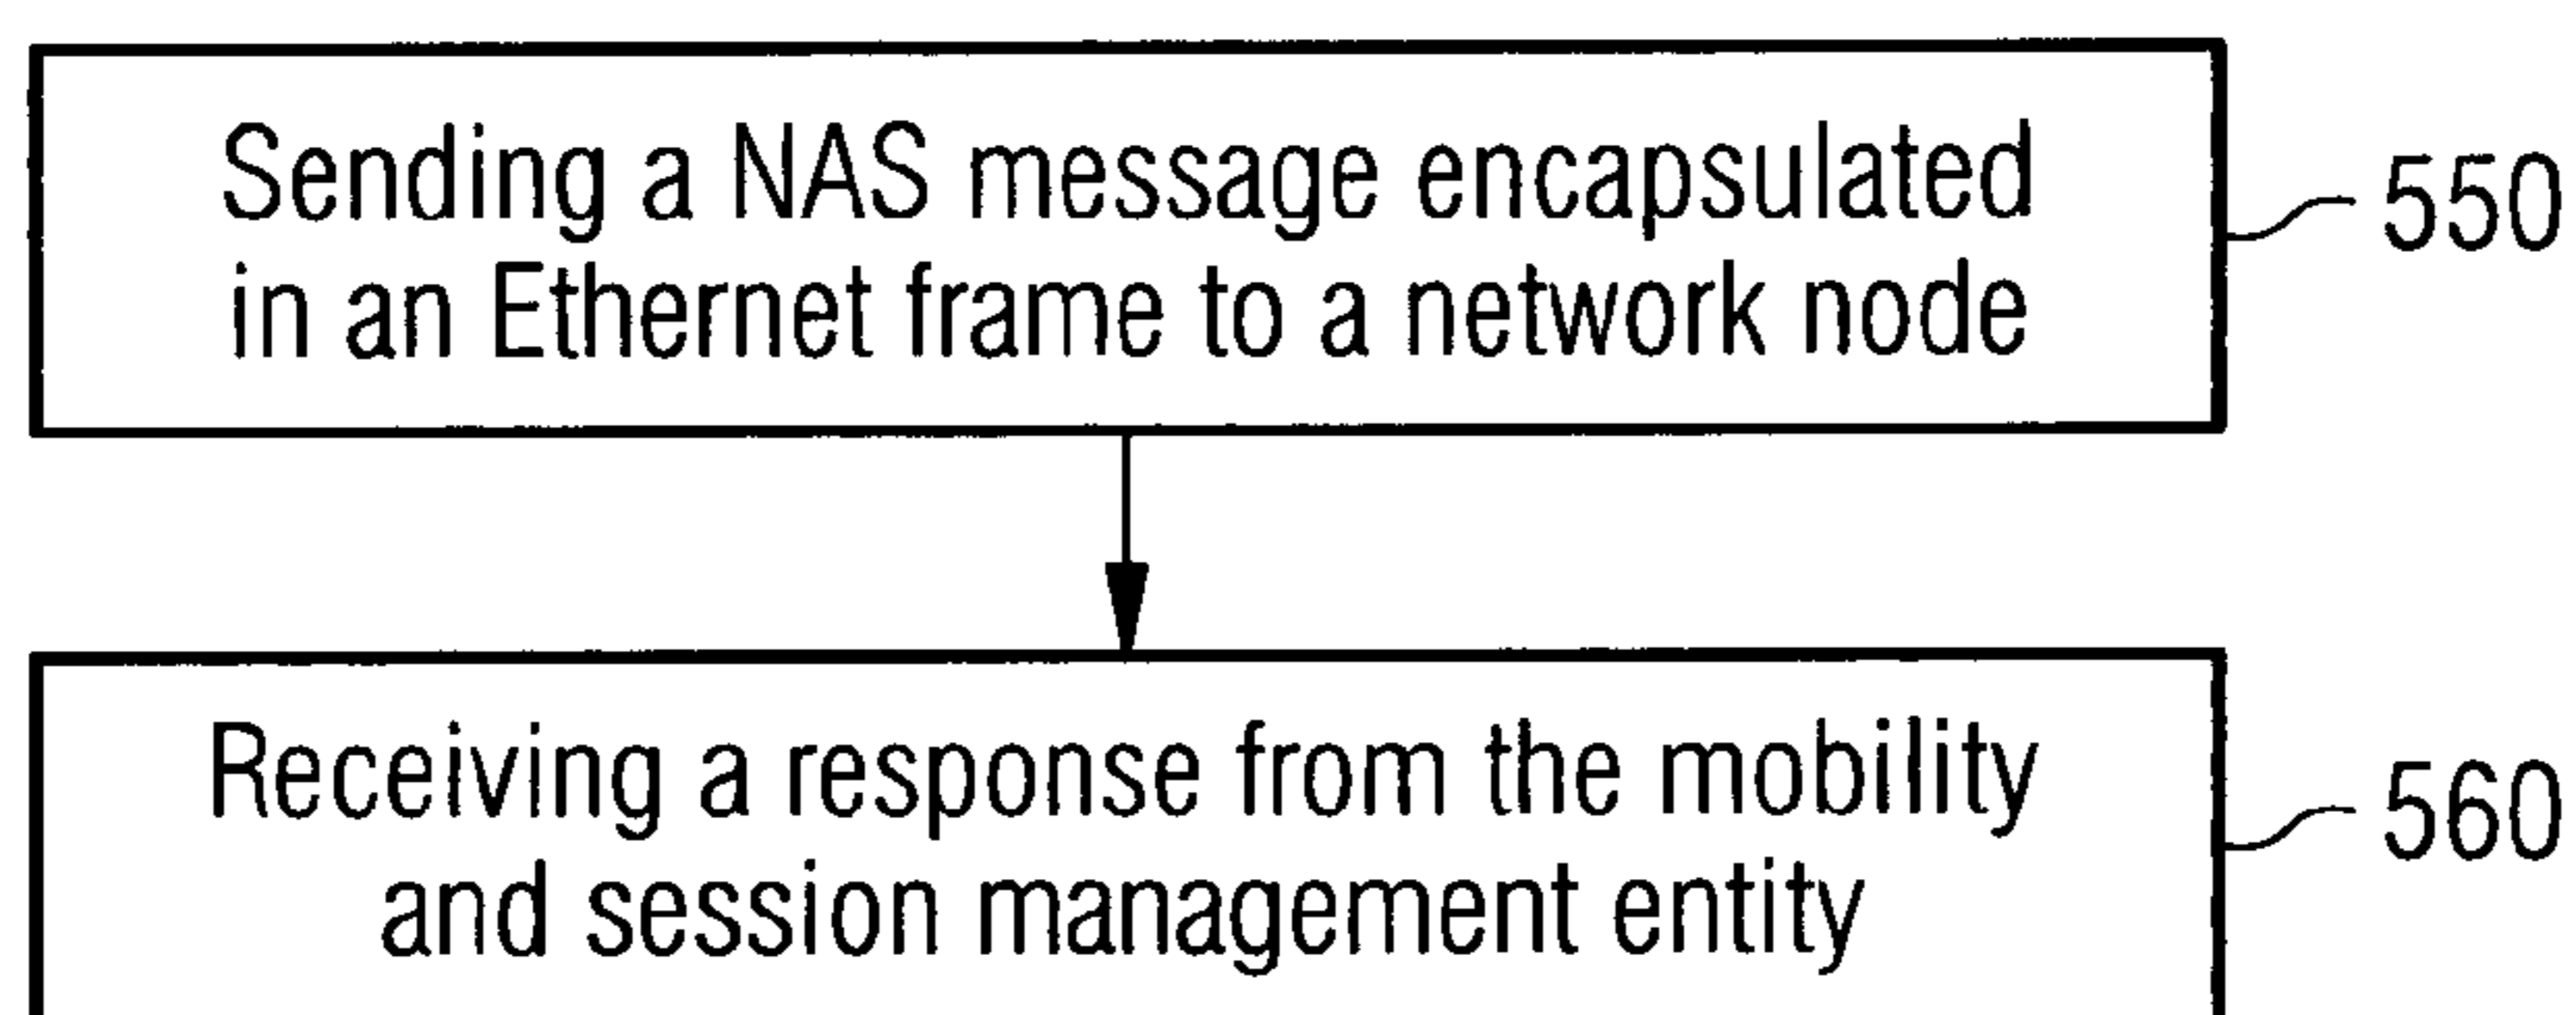 Sending a NAS message encapsulated
in an Ethernet frame to a network node
550
Receiving a response from the mobility
and session management entity
560